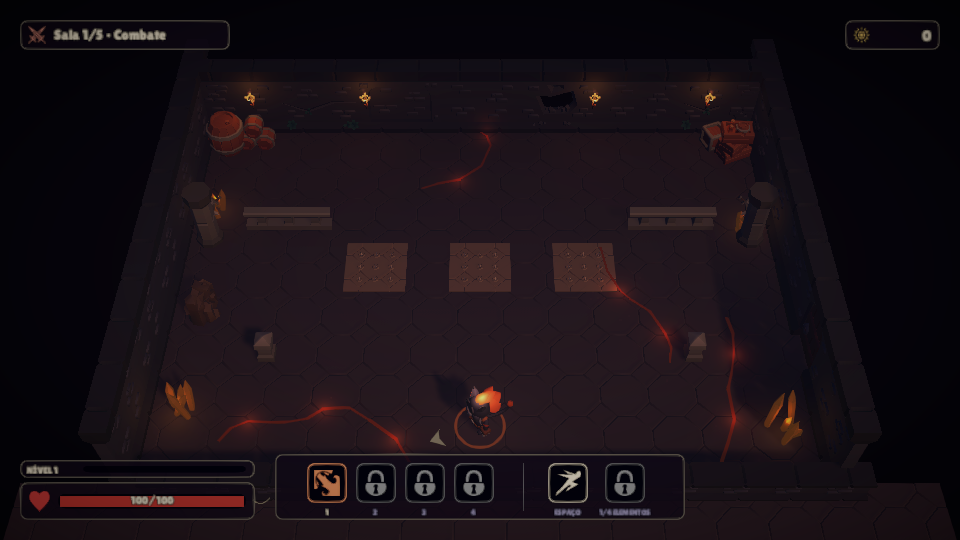 Sala 1/5 - Combate
0
NÍVEL 1
100/100
1
2
3
4
ESPAÇO
1/4 ELEMENTOS